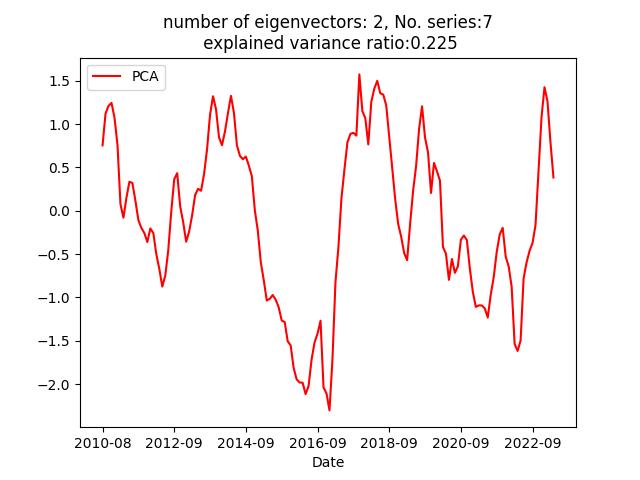 number of eigenvectors: 2, No. series:7
explained variance ratio:0.225
PCA
1.5
1.0
0.5
0.0
−0.5
−1.0
−1.5
−2.0
2010-08 2012-09 2014-09 2016-09 2018-09 2020-09 2022-09
Date